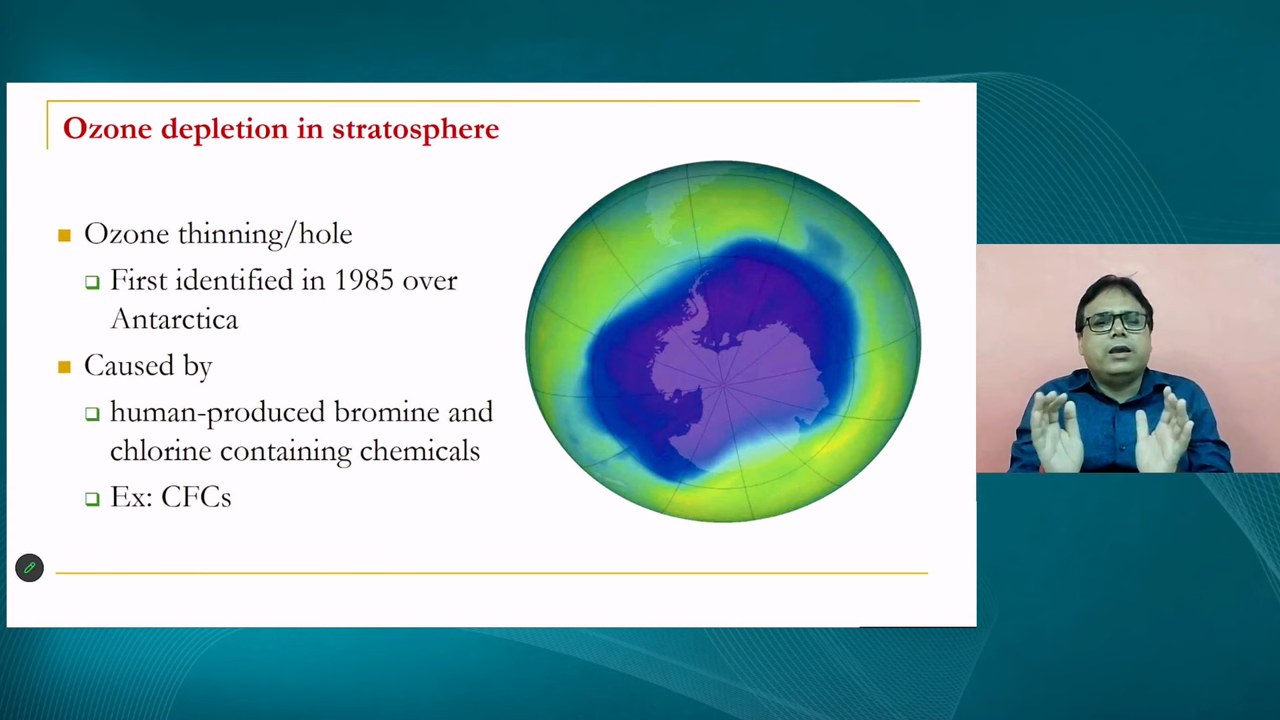 Ozone depletion in stratosphere
Ozone thinning/hole
First identified in 1985 over
Antarctica
Caused by
human-produced bromine and
chlorine containing chemicals
Ex: CFCs